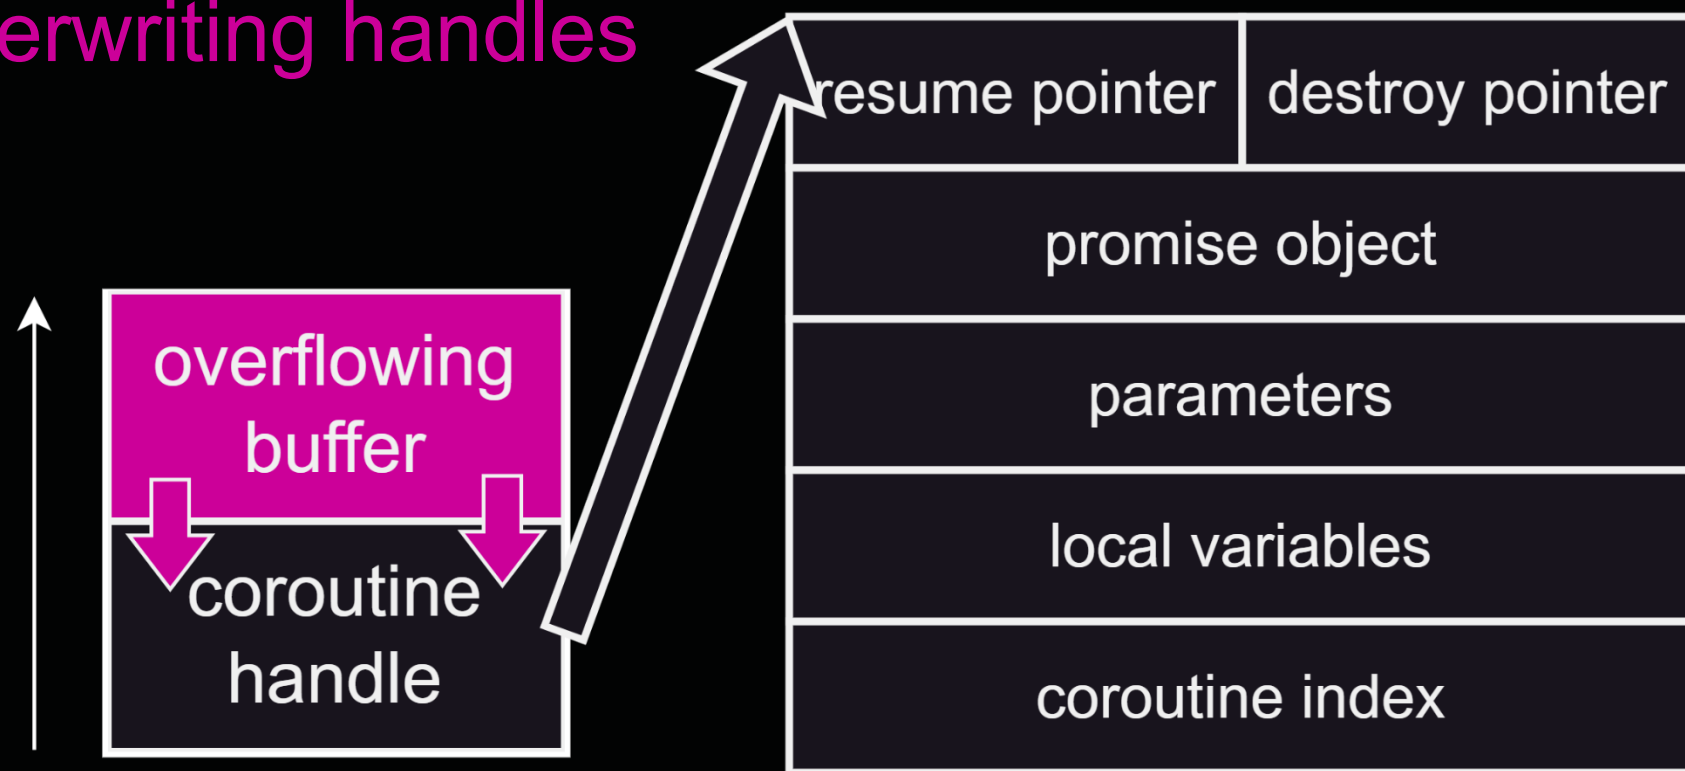 erwriting handles
resume pointer
destroy pointer
promise object
parameters
local variables
coroutine index
overflowing
buffer
coroutine
handle